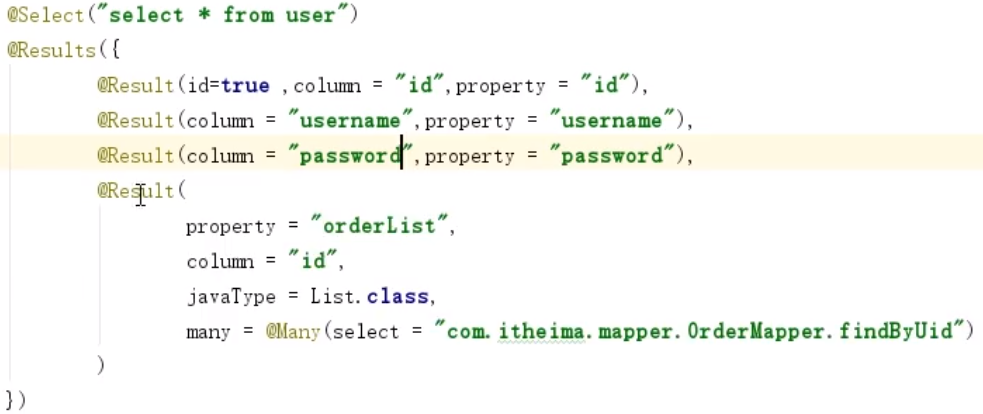 @Select("select * from user")
@Results({
@Result(id=true ,column = "id",property = "id"),
@Result(column = "username",property = "username"),
@Result(column = "password",property = "password"),
@Result(
property = "orderList",
column = "id",
javaType = List.class,
many = @Many(select = "com.itheima.mapper.OrderMapper.findByUid")
)
})